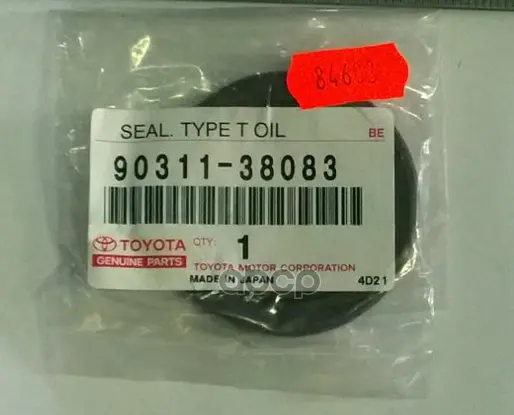 84603
SEAL. TYPE T OIL
BE
90311-38083
TOYOTA
GENUINE PARTS
QTY: 1
TOYOTA MOTOR CORPORATION
MADE IN JAPAN
4D21